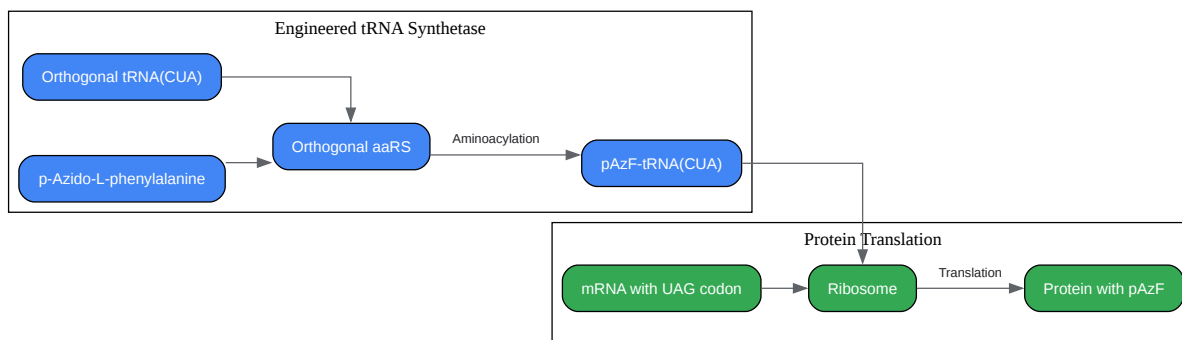 Engineered tRNA Synthetase
Orthogonal tRNA(CUA)
Orthogonal aaRS
Aminoacylation
p-Azido-L-phenylalanine
pAzF-tRNA(CUA)
Protein Translation
mRNA with UAG codon
Ribosome
Translation
Protein with pAzF